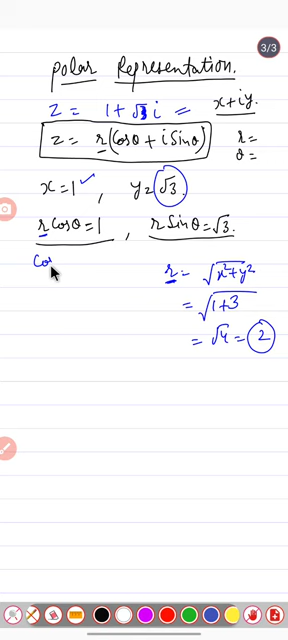 3/3
Polar Representation.
z = 1 + √3 i = x+iy.
z = r(cosθ + i sinθ)
r =
θ =
x = 1 ✓ y = √3
r cosθ = 1 , r sinθ = √3.
cos
r = √x²+y²
= √1+3
= √4 = 2